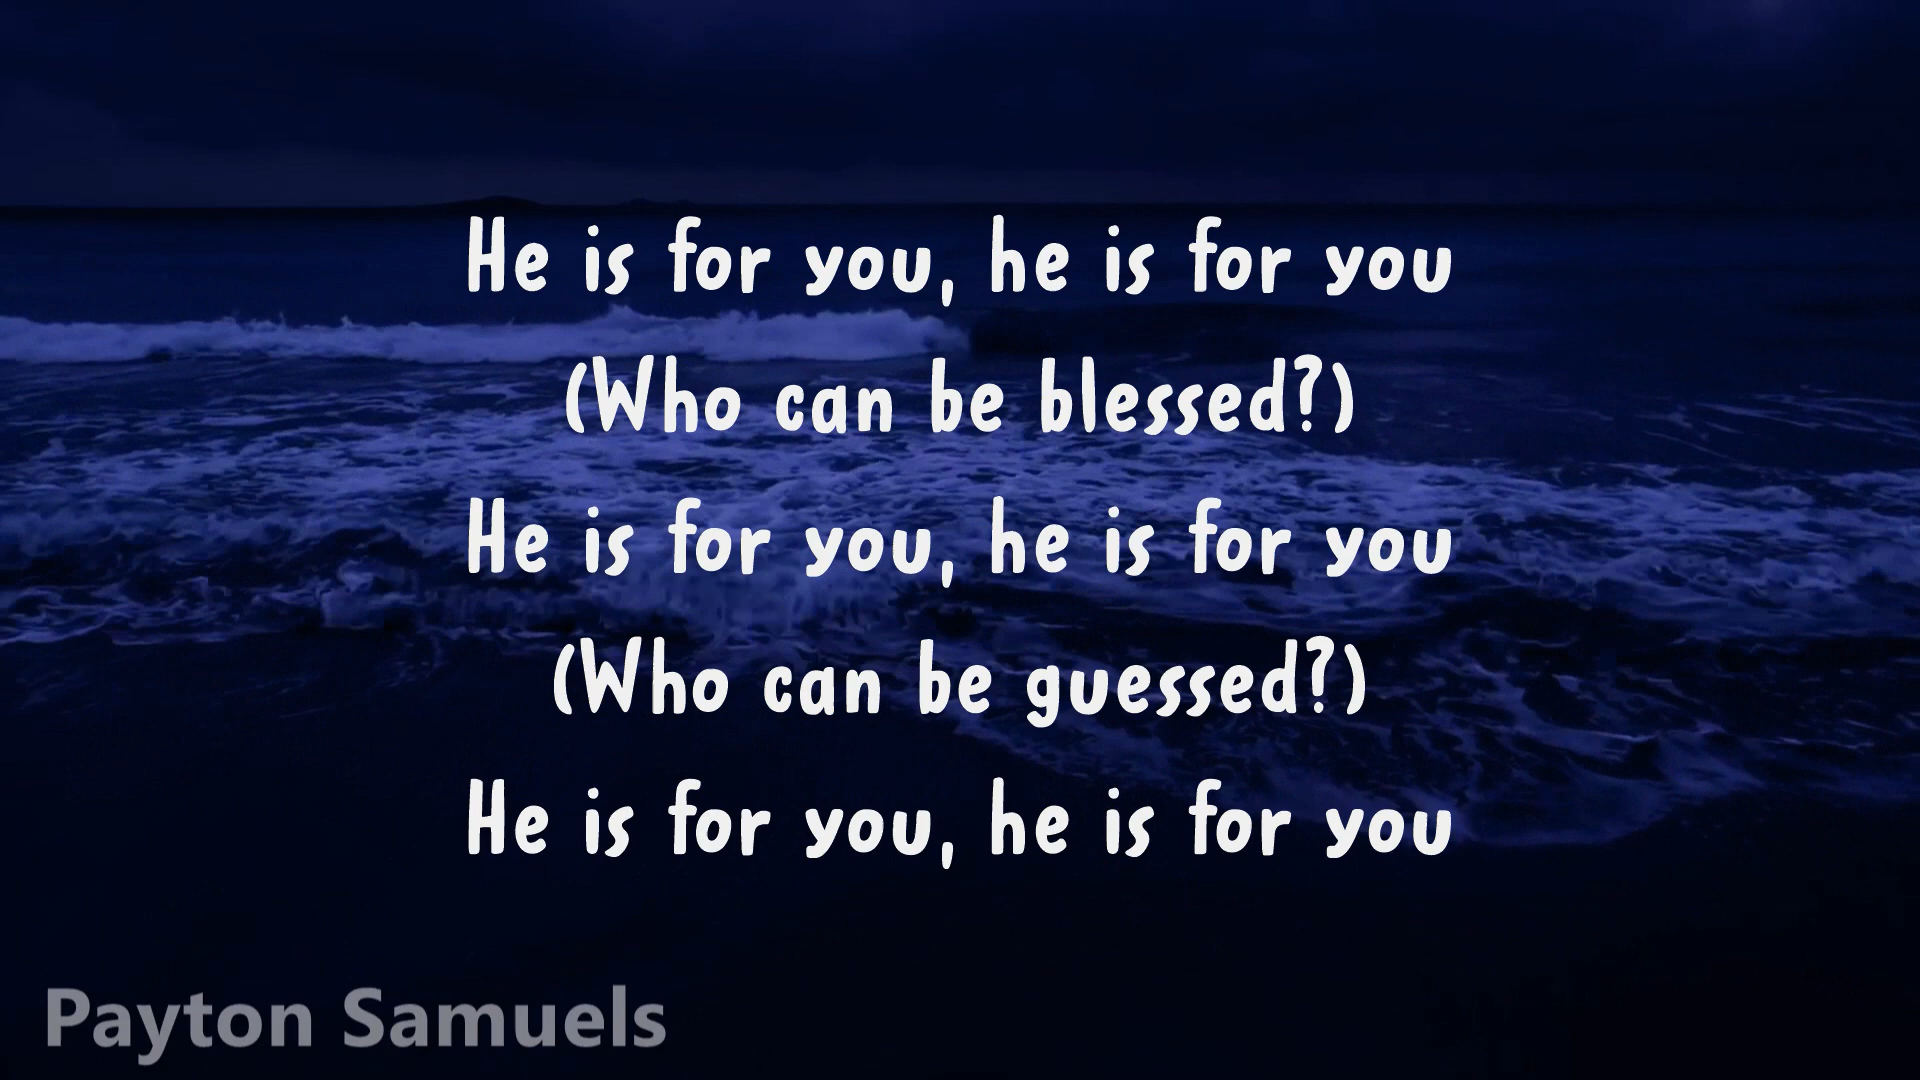 He is for you, he is for you
(Who can be blessed?)
He is for you, he is for you
(Who can be guessed?)
He is for you, he is for you
Payton Samuels